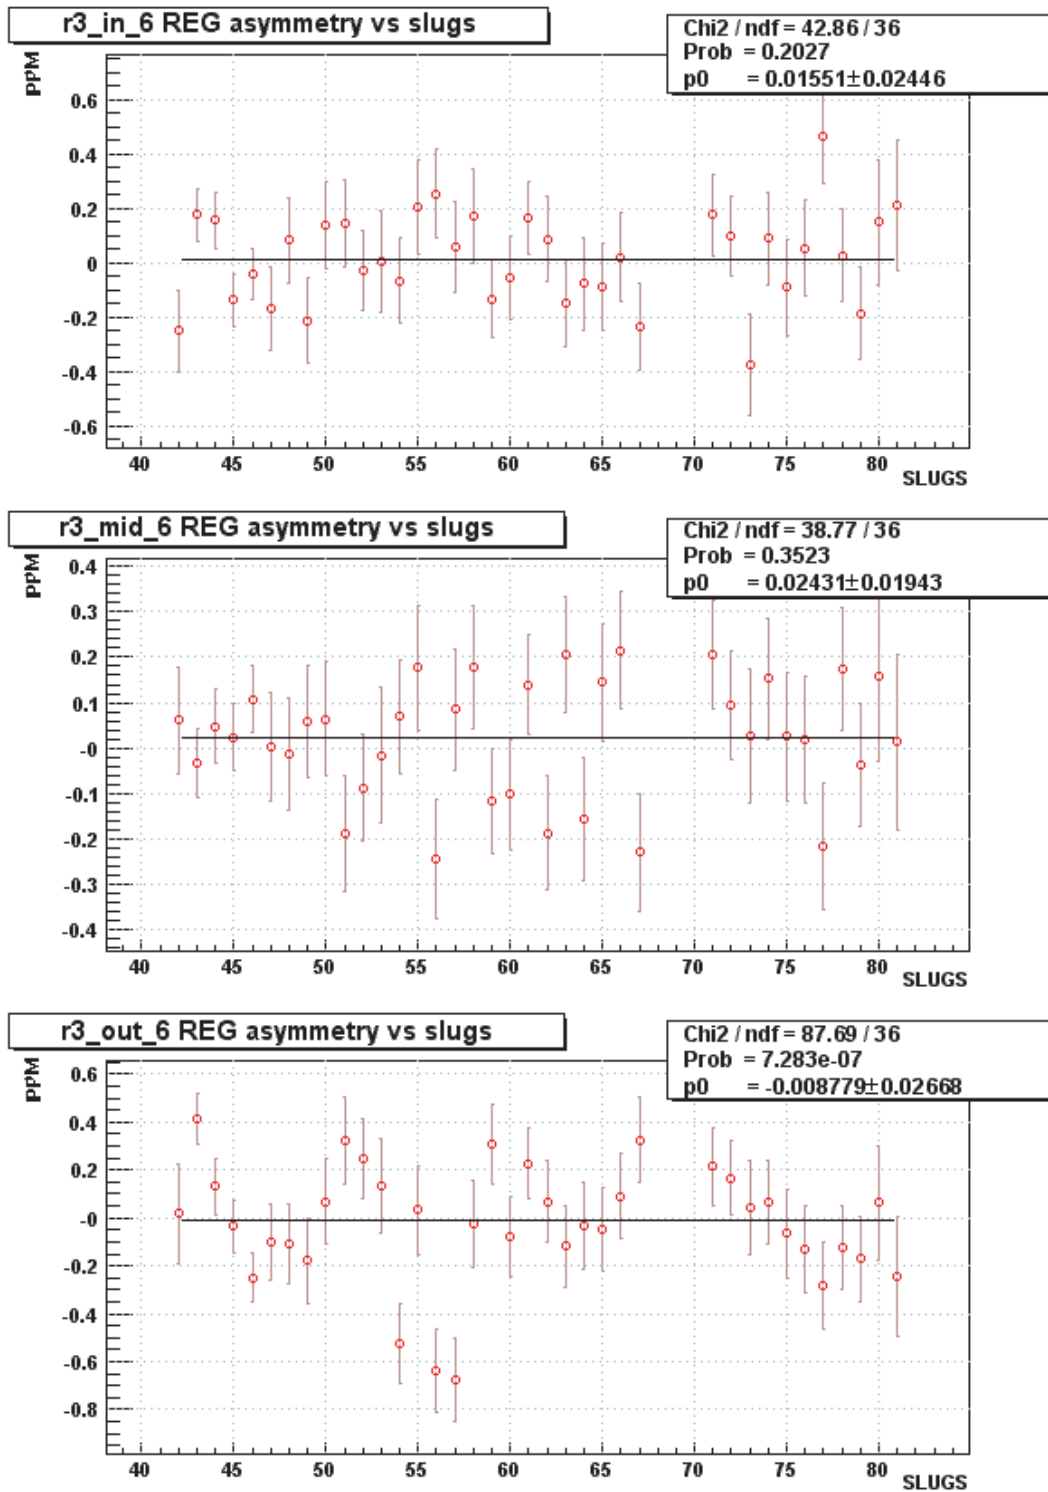 r3_in_6 REG asymmetry vs slugs
Chi2 / ndf = 42.86 / 36
Prob = 0.2027
p0 = 0.01551±0.02446
PPM
0.6
0.4
0.2
0
-0.2
-0.4
-0.6
40 45 50 55 60 65 70 75 80
SLUGS
r3_mid_6 REG asymmetry vs slugs
Chi2 / ndf = 38.77 / 36
Prob = 0.3523
p0 = 0.02431±0.01943
PPM
0.4
0.3
0.2
0.1
-0
-0.1
-0.2
-0.3
-0.4
40 45 50 55 60 65 70 75 80
SLUGS
r3_out_6 REG asymmetry vs slugs
Chi2 / ndf = 87.69 / 36
Prob = 7.283e-07
p0 = -0.008779±0.02668
PPM
0.6
0.4
0.2
-0
-0.2
-0.4
-0.6
-0.8
40 45 50 55 60 65 70 75 80
SLUGS